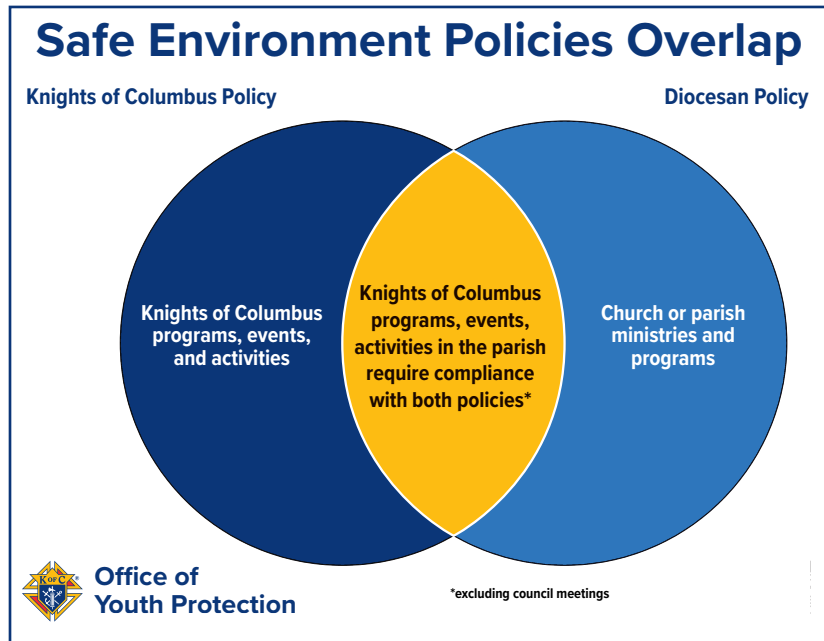 Safe Environment Policies Overlap
Knights of Columbus Policy
Diocesan Policy
Knights of Columbus
programs, events,
and activities
Knights of Columbus
programs, events,
activities in the parish
require compliance
with both policies*
Church or parish
ministries and
programs
K OF C
®
Office of
Youth Protection
*excluding council meetings